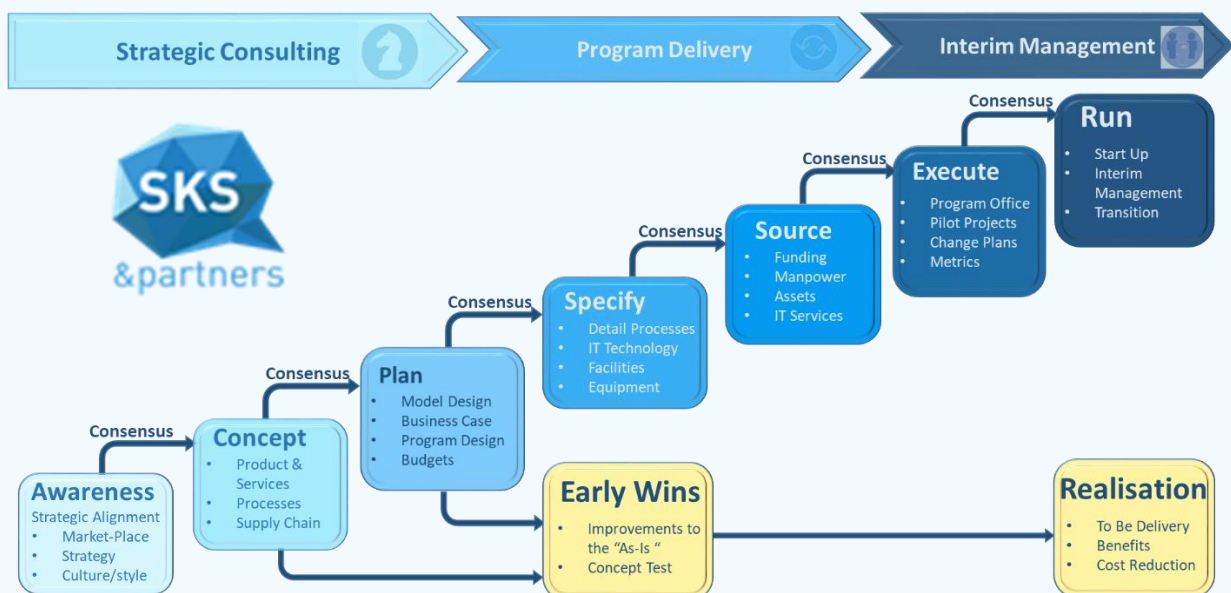 Strategic Consulting
Program Delivery
Interim Management
SKS
&partners
Awareness
Strategic Alignment
• Market-Place
• Strategy
• Culture/style
Consensus
Concept
• Product &
Services
• Processes
• Supply Chain
Consensus
Plan
• Model Design
• Business Case
• Program Design
• Budgets
Consensus
Specify
• Detail Processes
• IT Technology
• Facilities
• Equipment
Consensus
Source
• Funding
• Manpower
• Assets
• IT Services
Consensus
Execute
• Program Office
• Pilot Projects
• Change Plans
• Metrics
Consensus
Run
• Start Up
• Interim
Management
• Transition
Early Wins
• Improvements to
the "As-Is "
• Concept Test
Realisation
• To Be Delivery
• Benefits
• Cost Reduction